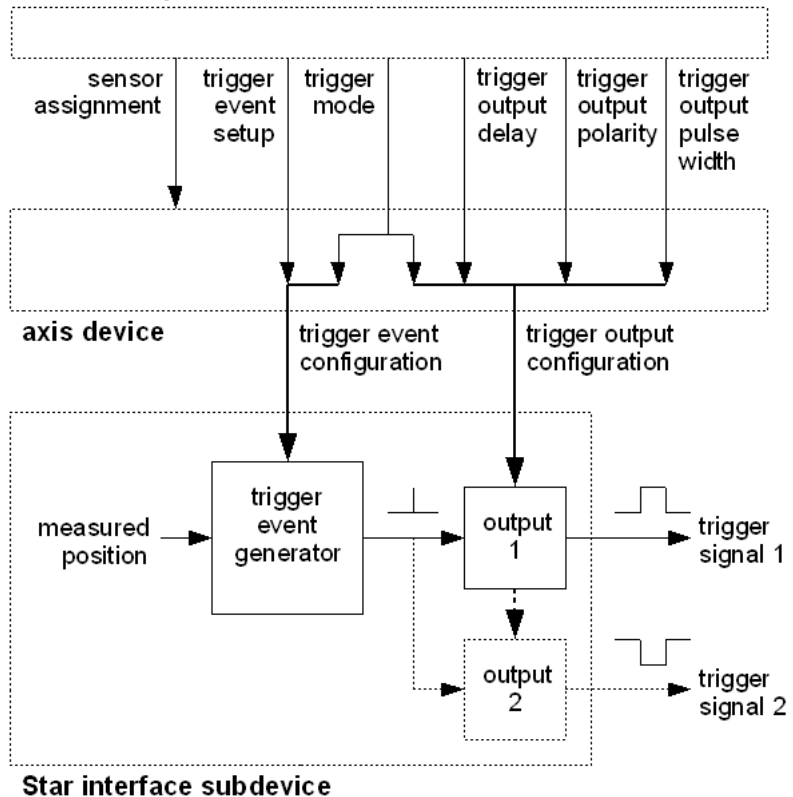 sensor
assignment
trigger
event
setup
trigger
mode
trigger
output
delay
trigger
output
polarity
trigger
output
pulse
width
axis device
trigger event
configuration
trigger output
configuration
measured
position
trigger
event
generator
output
1
trigger
signal 1
output
2
trigger
signal 2
Star interface subdevice